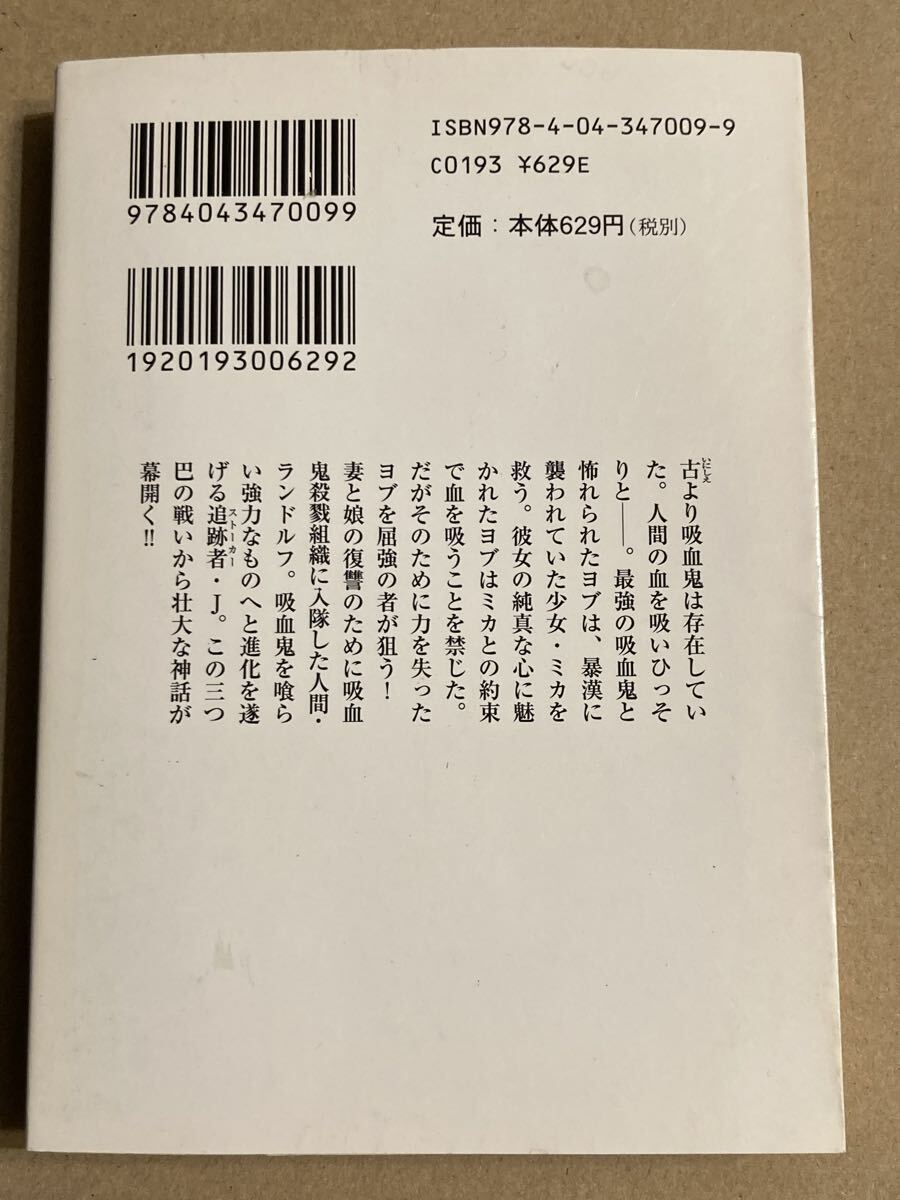 9784043470099
ISBN978-4-04-347009-9
C0193 ¥629E
定価：本体629円（税別）
1920193006292
古より吸血鬼は存在してい
いにしえ
た。人間の血を吸いひっそ
りと――。最強の吸血鬼と
怖れられたヨブは、暴漢に
襲われていた少女・ミカを
救う。彼女の純真な心に魅
かれたヨブはミカとの約束
で血を吸うことを禁じた。
だがそのために力を失った
ヨブを屈強の者が狙う！
妻と娘の復讐のために吸血
鬼殺戮組織に入隊した人間・
ランドルフ。吸血鬼を喰ら
い強力なものへと進化を遂
げる追跡者・J。この三つ
ストーカー
巴の戦いから壮大な神話が
幕開く!!